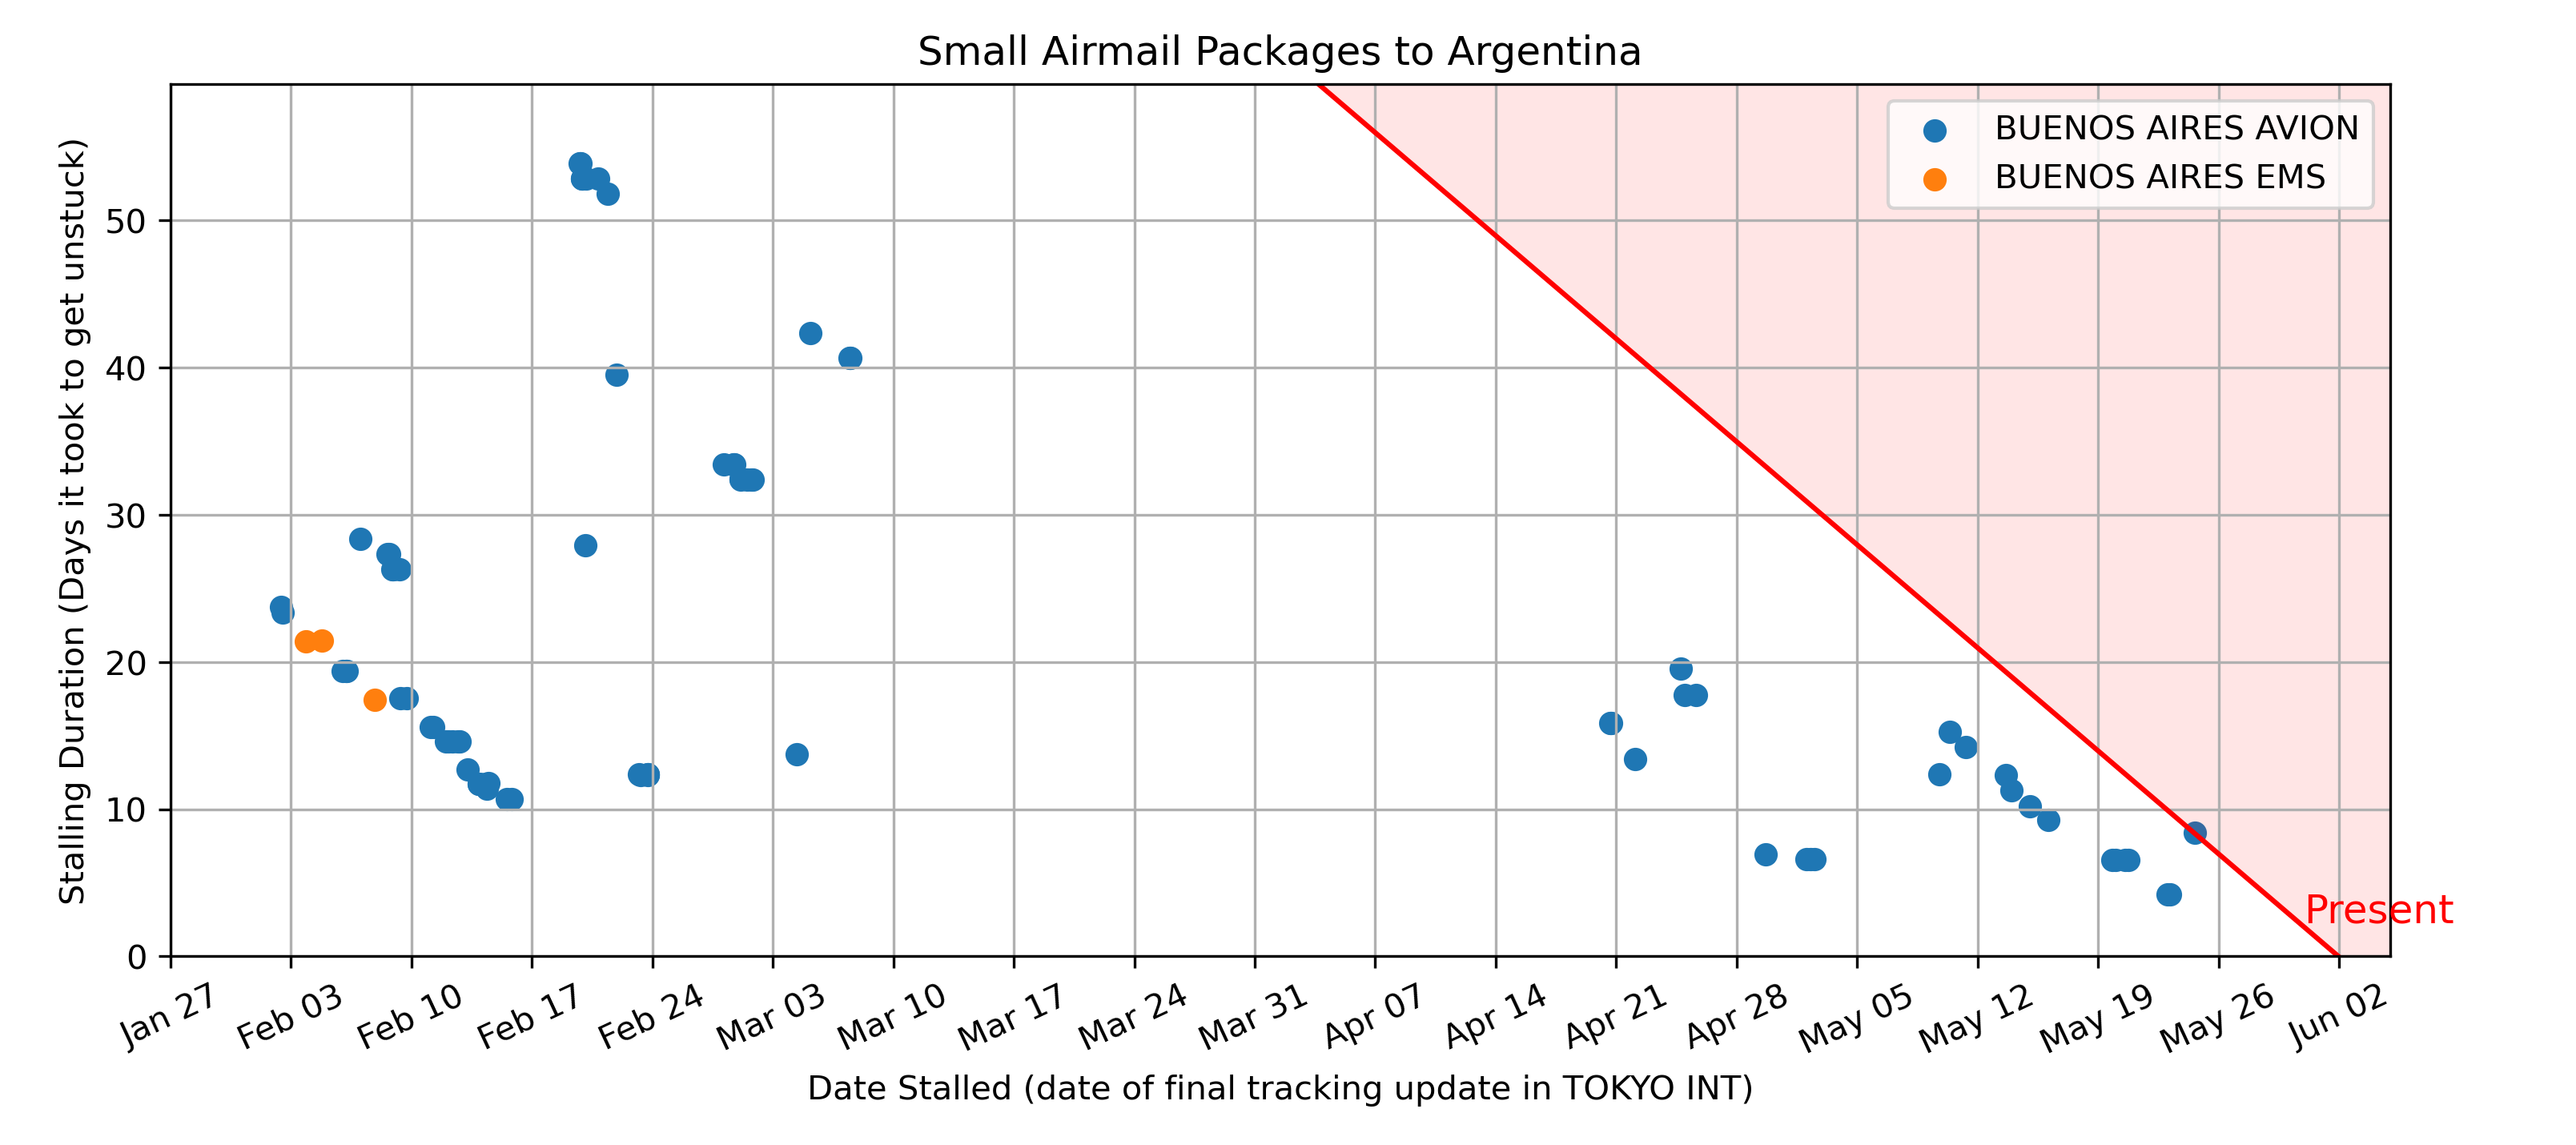 Small Airmail Packages to Argentina
BUENOS AIRES AVION
BUENOS AIRES EMS
Stalling Duration (Days it took to get unstuck)
50
40
30
20
10
0
Present
Jan 27
Feb 03
Feb 10
Feb 17
Feb 24
Mar 03
Mar 10
Mar 17
Mar 24
Mar 31
Apr 07
Apr 14
Apr 21
Apr 28
May 05
May 12
May 19
May 26
Jun 02
Date Stalled (date of final tracking update in TOKYO INT)